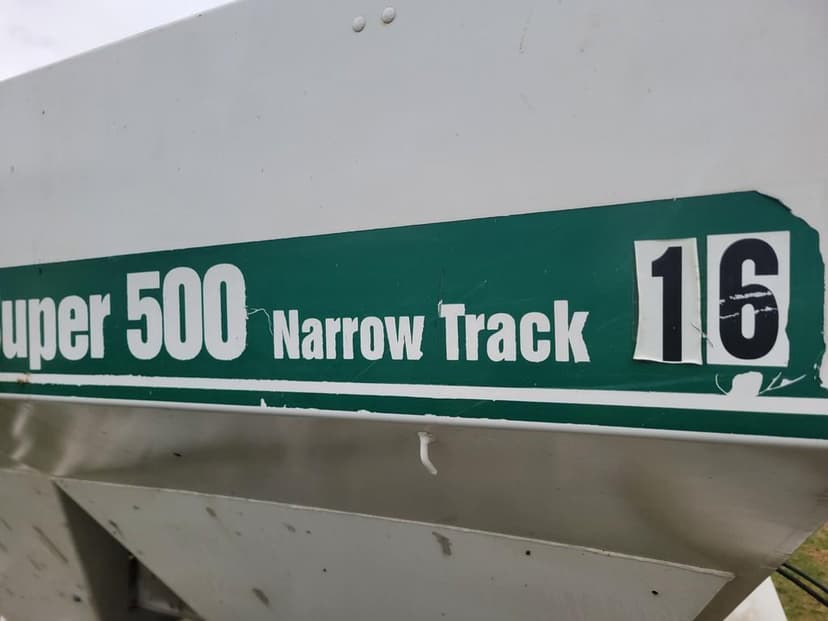 uper 500 Narrow Track 16